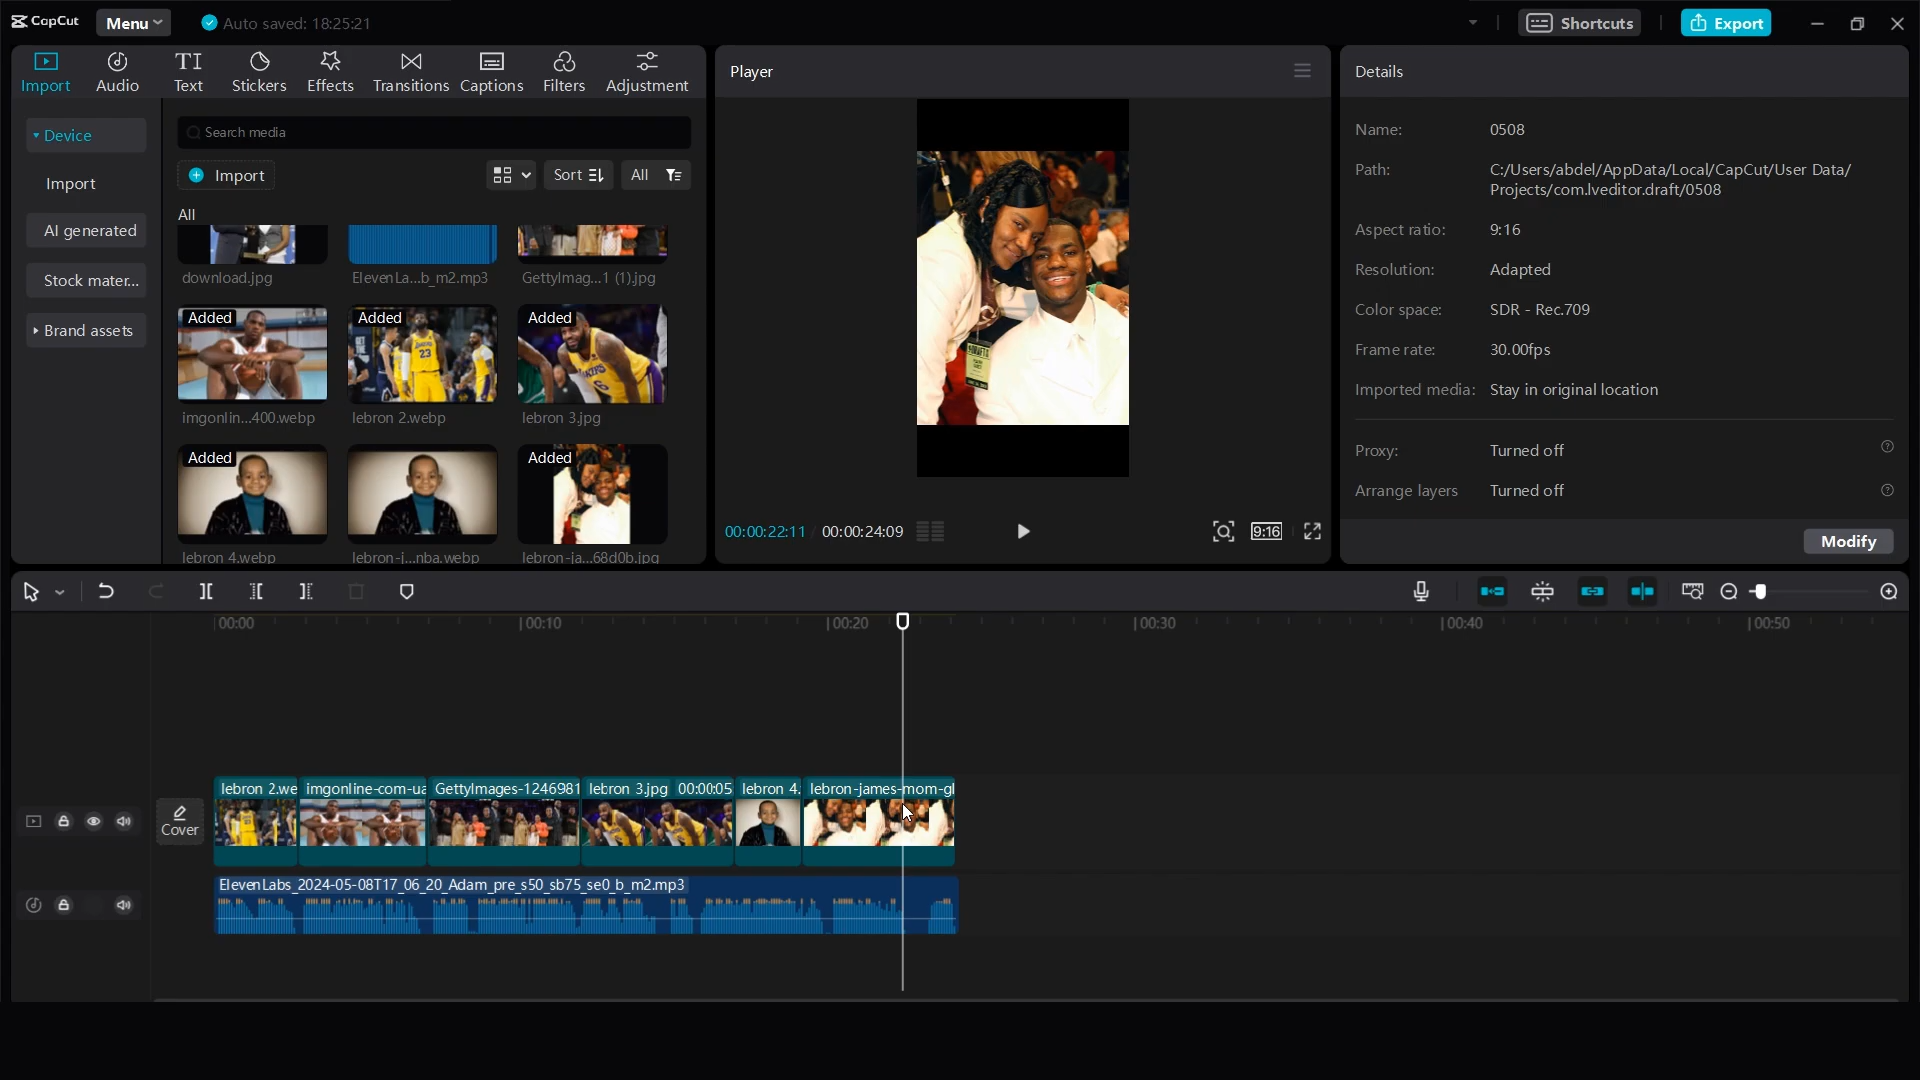 CapCut
Menu
Auto saved: 18:25:21
Shortcuts
Export
Import
Audio
TI
Text
Stickers
Effects
Transitions
Captions
Filters
Adjustment
Device
Import
AI generated
Stock mater...
Brand assets
Search media
Import
Sort
All
All
download.jpg
ElevenLa...b_m2.mp3
GettyImag...1 (1).jpg
Added
Added
Added
imgonlin...400.webp
lebron 2.webp
lebron 3.jpg
Added
Added
lebron 4.webp
lebron-j...nba.webp
lebron-ja...68d0b.jpg
Player
00:00:22:11
00:00:24:09
9:16
Details
Name:
0508
Path:
C:/Users/abdel/AppData/Local/CapCut/User Data/
Projects/com.lveditor.draft/0508
Aspect ratio:
9:16
Resolution:
Adapted
Color space:
SDR - Rec.709
Frame rate:
30.00fps
Imported media:
Stay in original location
Proxy:
Turned off
Arrange layers
Turned off
Modify
00:00
00:10
00:20
00:30
00:40
00:50
Cover
lebron 2.we
imgonline-com-ua
GettyImages-1246981
lebron 3.jpg 00:00:05
lebron 4.
lebron-james-mom-gl
ElevenLabs_2024-05-08T17_06_20_Adam_pre_s50_sb75_se0_b_m2.mp3